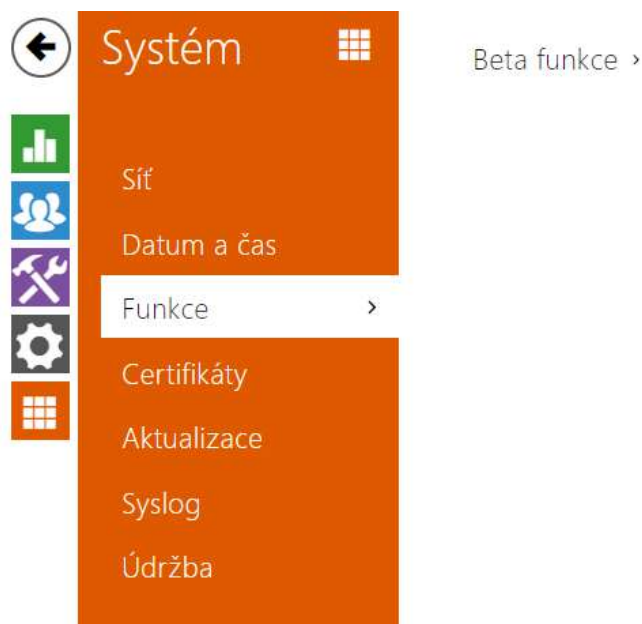 Systém
Beta funkce
Síť
Datum a čas
Funkce
Certifikáty
Aktualizace
Syslog
Údržba